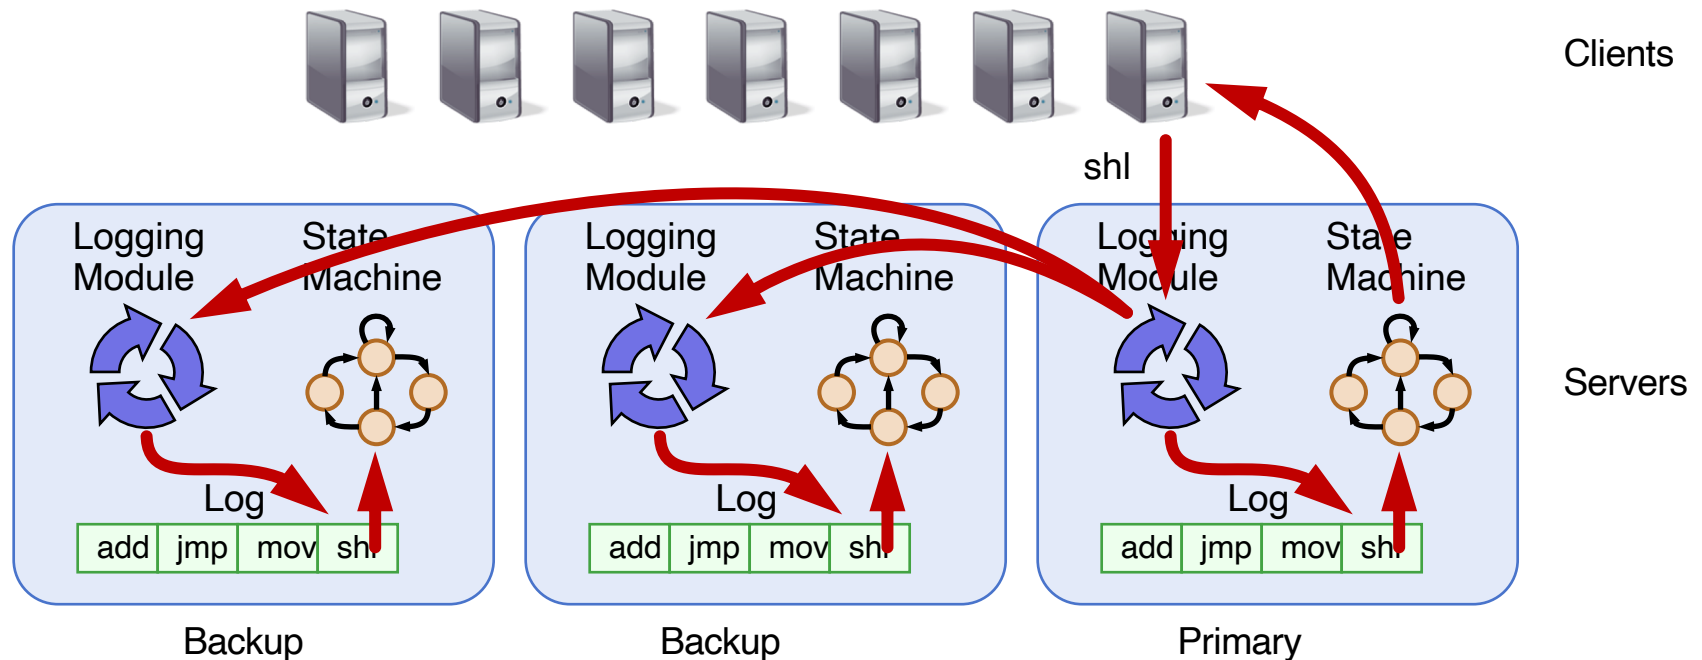 Clients
shl
Logging
Module
State
Machine
Logging
Module
State
Machine
Logging
Module
State
Machine
Servers
Log
add jmp mov shl
Log
add jmp mov shl
Log
add jmp mov shl
Backup
Backup
Primary